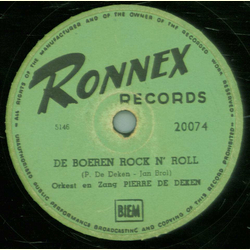 ALL RIGHTS OF THE MANUFACTURER AND OF THE OWNER OF THE RECORDED WORK RESERVED
RONNEX
RECORDS
5146
20074
DE BOEREN ROCK N' ROLL
(P. De Deken - Jan Brai)
Orkest en Zang PIERRE DE DEKEN
BIEM
UNAUTHORISED PUBLIC PERFORMANCE BROADCASTING AND COPYING OF THIS RECORD PROHIBITED